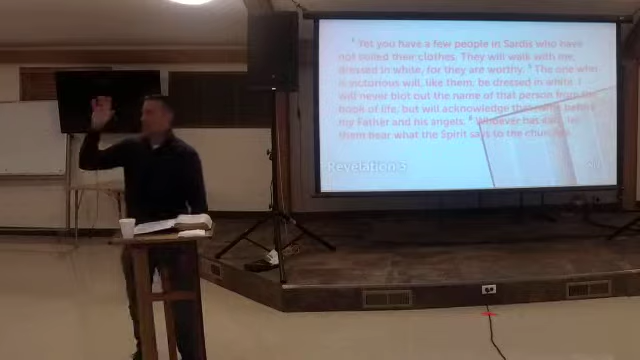 4 Yet you have a few people in Sardis who have
not soiled their clothes. They will walk with me,
dressed in white, for they are worthy. 5 The one who
is victorious will, like them, be dressed in white. I
will never blot out the name of that person from the
book of life, but will acknowledge that name before
my Father and his angels. 6 Whoever has ears, let
them hear what the Spirit says to the churches.
Revelation 3